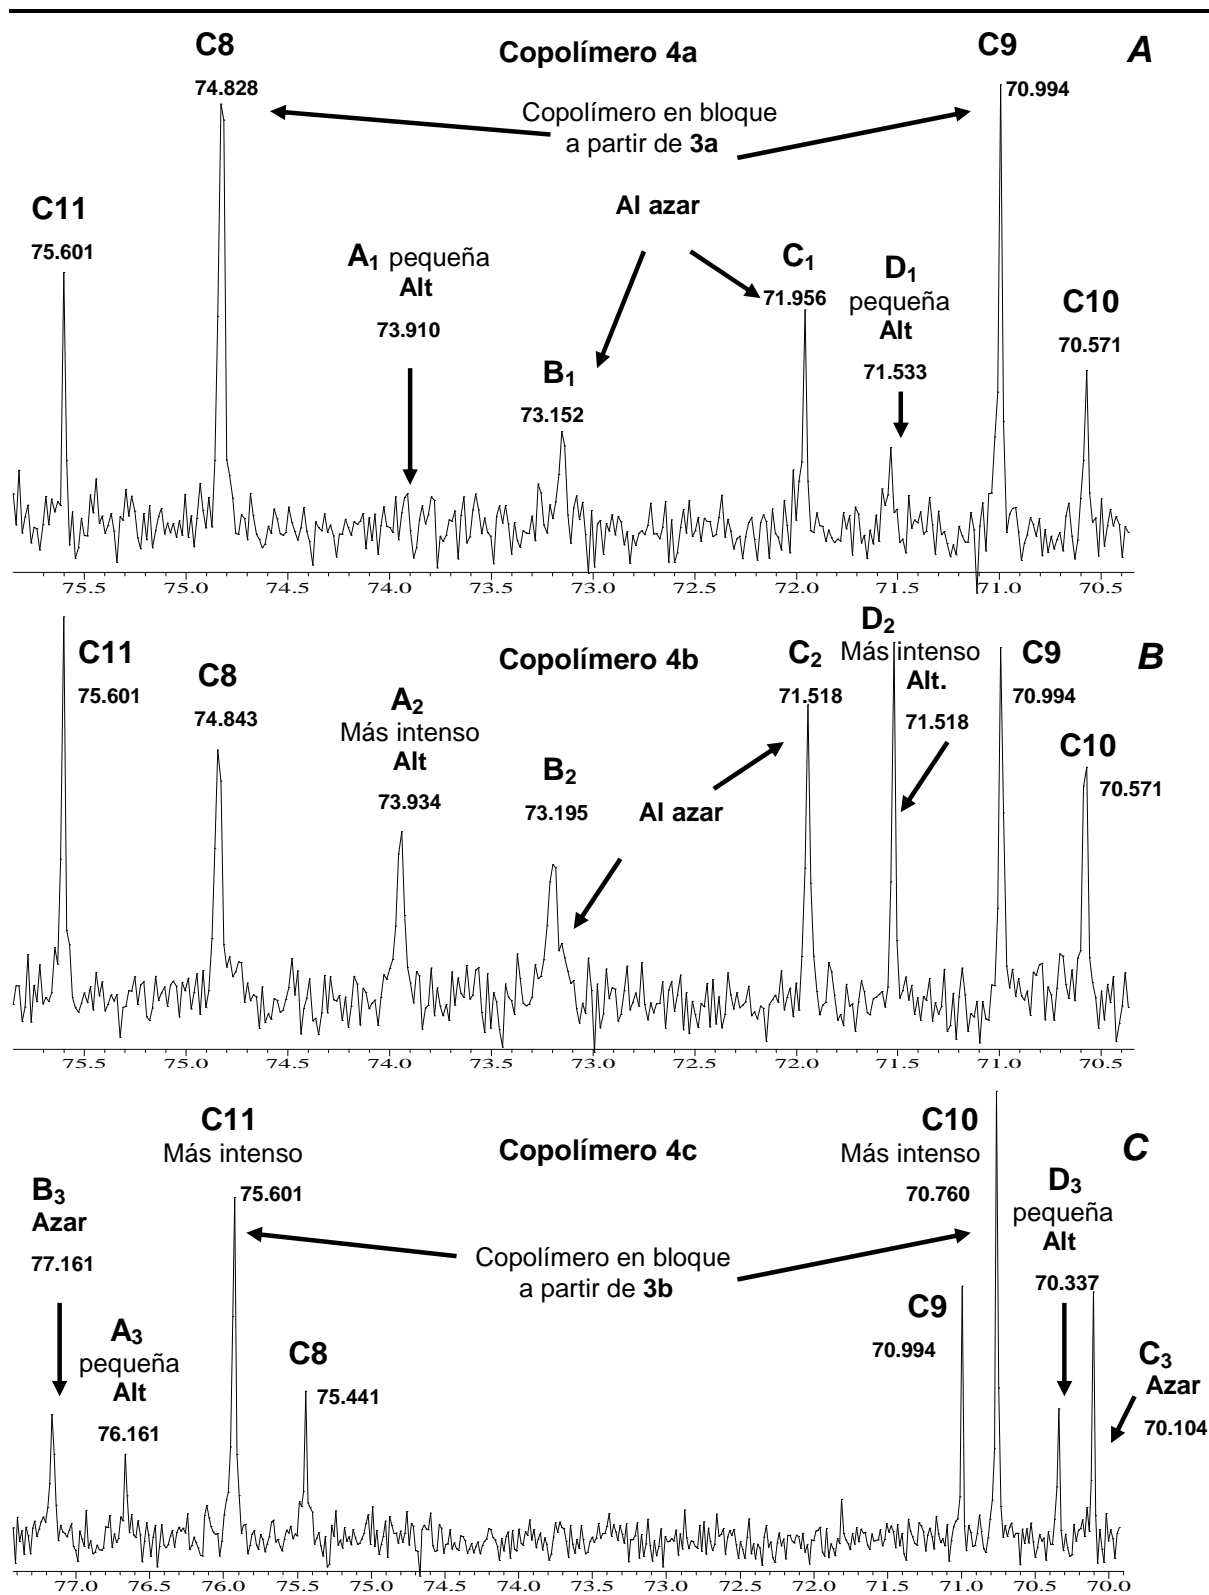 Copolímero 4a
A
C8
74.828
C9
70.994
Copolímero en bloque
a partir de 3a
C11
75.601
Al azar
A1 pequeña
Alt
73.910
C1
71.956
D1
pequeña
Alt
71.533
C10
70.571
B1
73.152
75.5 75.0 74.5 74.0 73.5 73.0 72.5 72.0 71.5 71.0 70.5
Copolímero 4b
B
C11
75.601
C8
74.843
A2
Más intenso
Alt
73.934
B2
73.195
Al azar
C2
71.518
D2
Más intenso
Alt.
71.518
C9
70.994
C10
70.571
75.5 75.0 74.5 74.0 73.5 73.0 72.5 72.0 71.5 71.0 70.5
Copolímero 4c
C
C11
Más intenso
75.601
C10
Más intenso
70.760
B3
Azar
77.161
D3
pequeña
Alt
70.337
Copolímero en bloque
a partir de 3b
A3
pequeña
Alt
76.161
C8
75.441
C9
70.994
C3
Azar
70.104
77.0 76.5 76.0 75.5 75.0 74.5 74.0 73.5 73.0 72.5 72.0 71.5 71.0 70.5 70.0